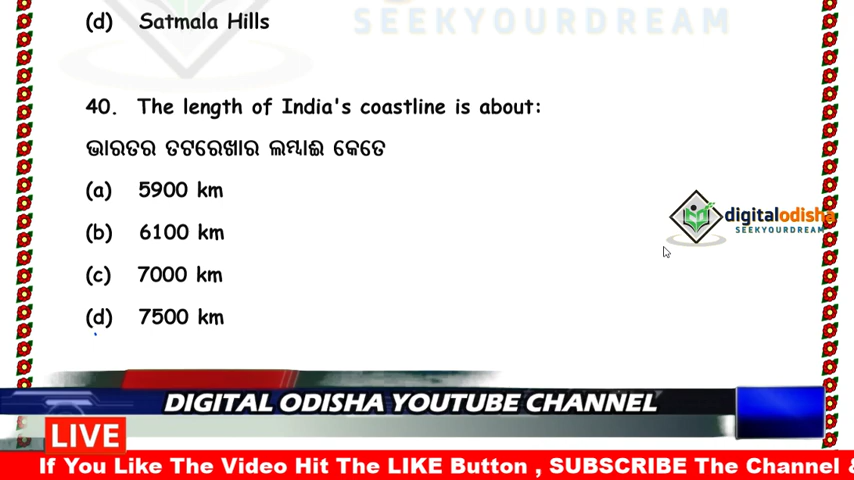 (d) Satmala Hills
SEEKYOURDREAM
40. The length of India's coastline is about:
ଭାରତର ତଟରେଖାର ଲମ୍ବାଈ କେତେ
(a) 5900 km
(b) 6100 km
(c) 7000 km
(d) 7500 km
digitalodisha
SEEKYOURDREAM
DIGITAL ODISHA YOUTUBE CHANNEL
LIVE
If You Like The Video Hit The LIKE Button , SUBSCRIBE The Channel &